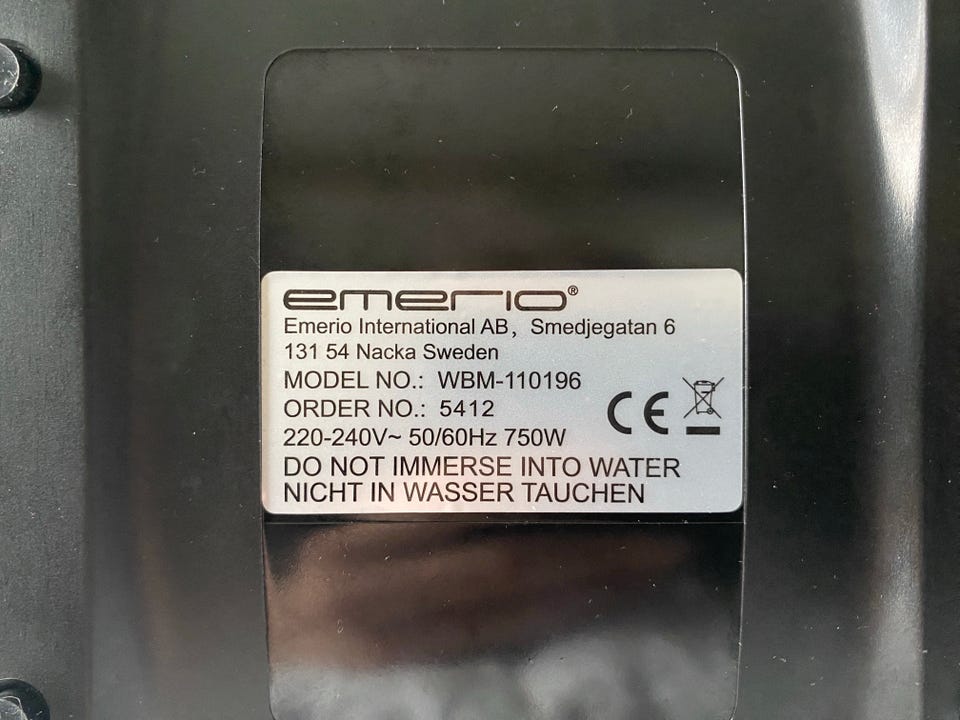 emerio®
Emerio International AB, Smedjegatan 6
131 54 Nacka Sweden
MODEL NO.: WBM-110196
ORDER NO.: 5412
220-240V~ 50/60Hz 750W
CE
DO NOT IMMERSE INTO WATER
NICHT IN WASSER TAUCHEN